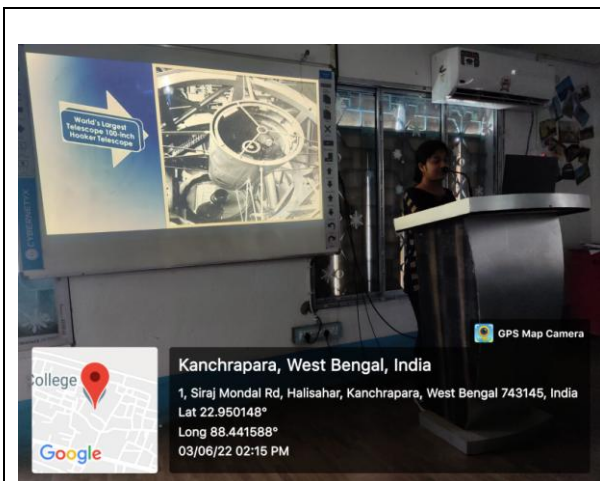 World's Largest
Telescope 100-inch
Hooker Telescope
CYBERNETYX
GPS Map Camera
College
Google
Kanchrapara, West Bengal, India
1, Siraj Mondal Rd, Halisahar, Kanchrapara, West Bengal 743145, India
Lat 22.950148°
Long 88.441588°
03/06/22 02:15 PM